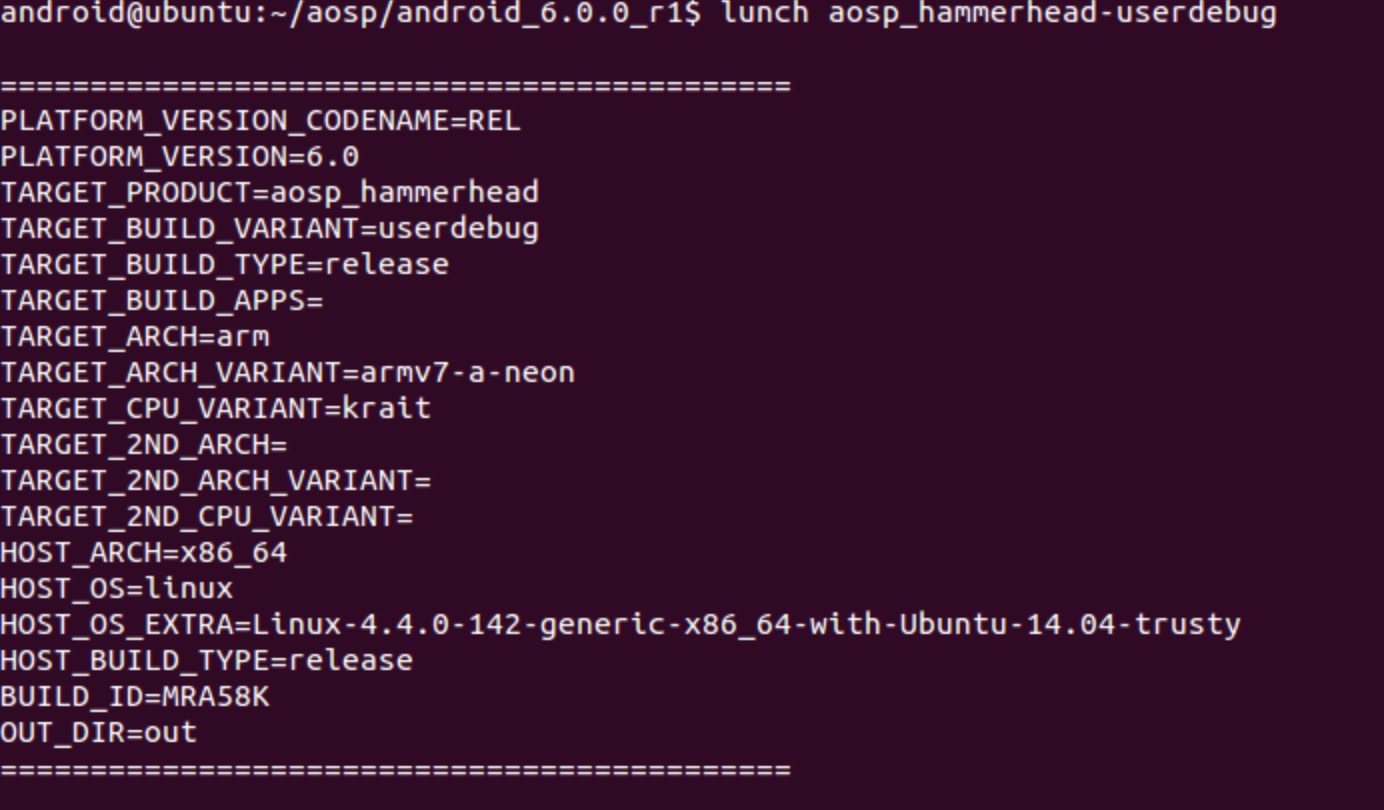 android@ubuntu:~/aosp/android_6.0.0_r1$ lunch aosp_hammerhead-userdebug
============================================
PLATFORM_VERSION_CODENAME=REL
PLATFORM_VERSION=6.0
TARGET_PRODUCT=aosp_hammerhead
TARGET_BUILD_VARIANT=userdebug
TARGET_BUILD_TYPE=release
TARGET_BUILD_APPS=
TARGET_ARCH=arm
TARGET_ARCH_VARIANT=armv7-a-neon
TARGET_CPU_VARIANT=krait
TARGET_2ND_ARCH=
TARGET_2ND_ARCH_VARIANT=
TARGET_2ND_CPU_VARIANT=
HOST_ARCH=x86_64
HOST_OS=linux
HOST_OS_EXTRA=Linux-4.4.0-142-generic-x86_64-with-Ubuntu-14.04-trusty
HOST_BUILD_TYPE=release
BUILD_ID=MRA58K
OUT_DIR=out
============================================